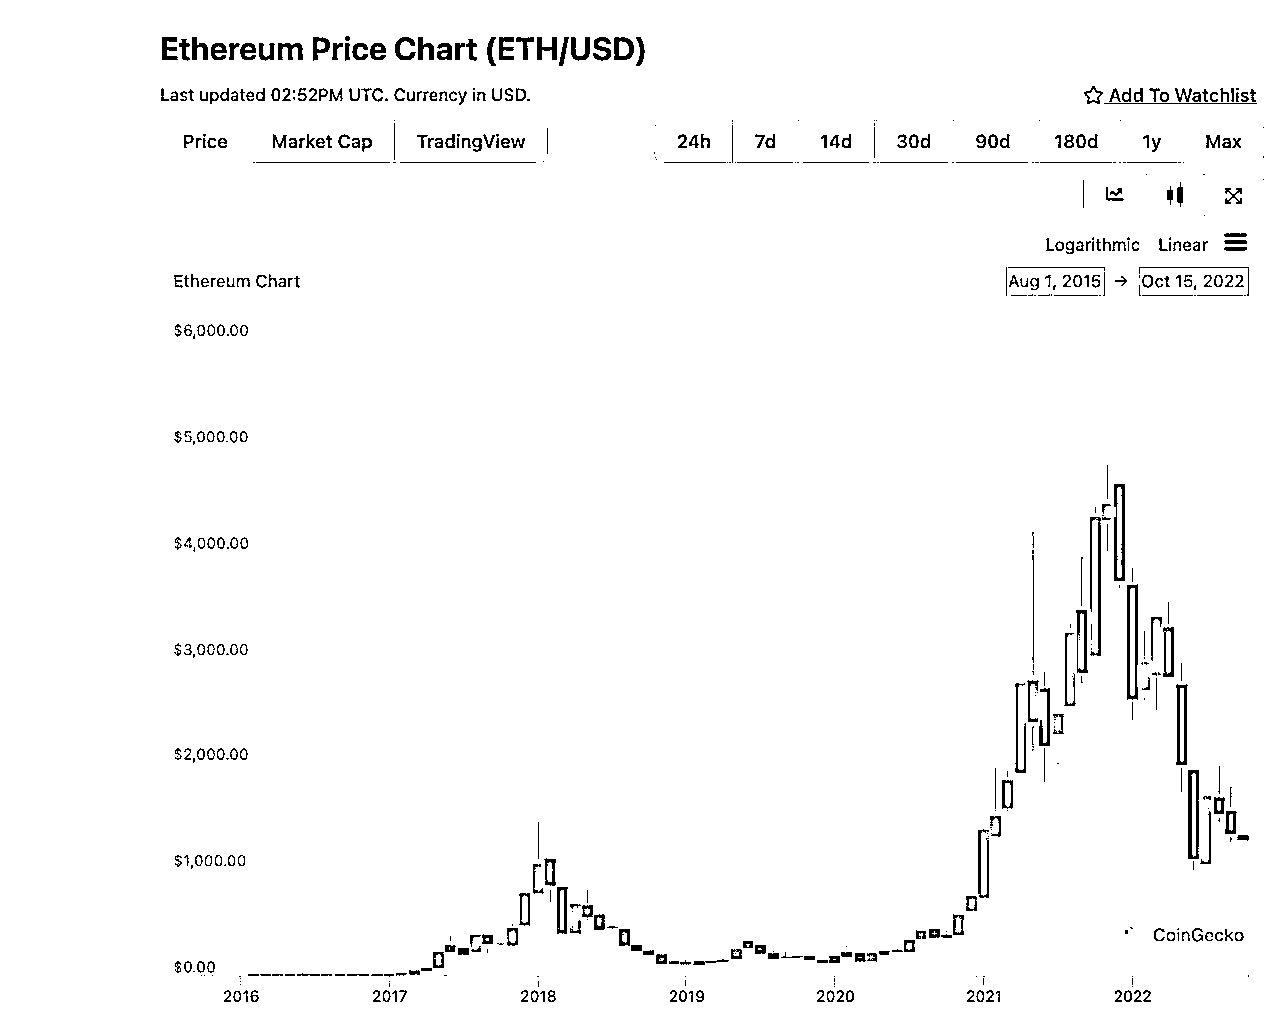 Ethereum Price Chart (ETH/USD)
Last updated 02:52PM UTC. Currency in USD.
Add To Watchlist
Price Market Cap TradingView 24h 7d 14d 30d 90d 180d 1y Max
Logarithmic Linear
Ethereum Chart
Aug 1, 2015 → Oct 15, 2022
$6,000.00
$5,000.00
$4,000.00
$3,000.00
$2,000.00
$1,000.00
CoinGecko
$0.00
2016 2017 2018 2019 2020 2021 2022